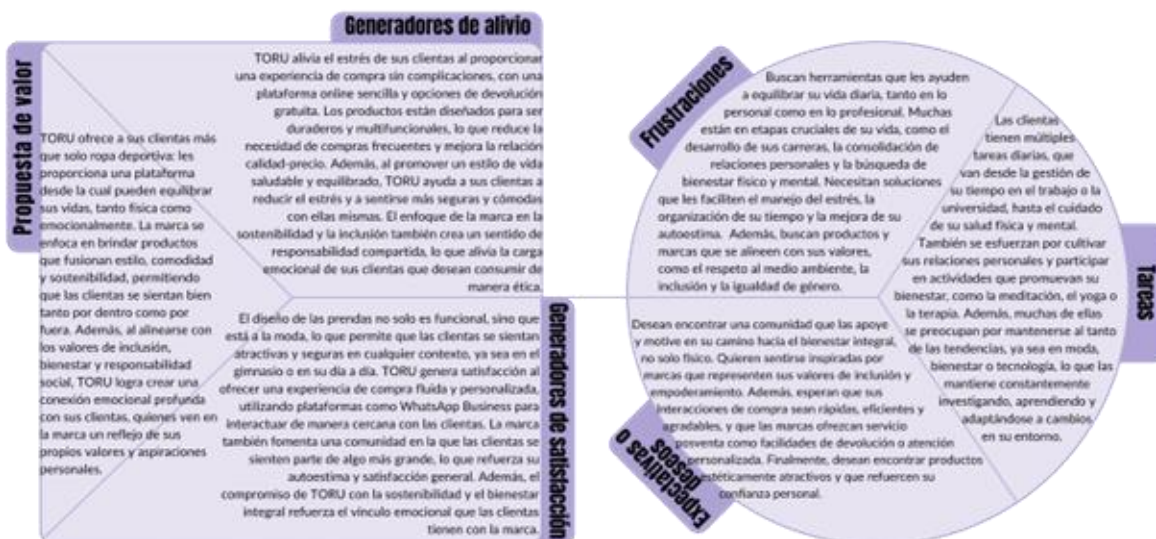 Generadores de alivio
TORU alivia el estrés de sus clientas al proporcionar
una experiencia de compra sin complicaciones, con una
plataforma online sencilla y opciones de devolución
gratuita. Los productos están diseñados para ser
duraderos y multifuncionales, lo que reduce la
necesidad de compras frecuentes y mejora la relación
calidad-precio. Además, al promover un estilo de vida
saludable y equilibrado, TORU ayuda a sus clientas a
reducir el estrés y a sentirse más seguras y cómodas
con ellas mismas. El enfoque de la marca en la
sostenibilidad y la inclusión también crea un sentido de
responsabilidad compartida, lo que alivia la carga
emocional de sus clientas que desean consumir de
manera ética.
Propuesta de valor
TORU ofrece a sus clientas más
que solo ropa deportiva: les
proporciona una plataforma
desde la cual pueden equilibrar
sus vidas, tanto física como
emocionalmente. La marca se
enfoca en brindar productos
que fusionan estilo, comodidad
y sostenibilidad, permitiendo
que las clientas se sientan bien
tanto por dentro como por
fuera. Además, al alinearse con
los valores de inclusión,
bienestar y responsabilidad
social, TORU logra crear una
conexión emocional profunda
con sus clientas, quienes ven en
la marca un reflejo de sus
propios valores y aspiraciones
personales.
Generadores de satisfacción
El diseño de las prendas no solo es funcional, sino que
está a la moda, lo que permite que las clientas se sientan
atractivas y seguras en cualquier contexto, ya sea en el
gimnasio o en su día a día. TORU genera satisfacción al
ofrecer una experiencia de compra fluida y personalizada,
utilizando plataformas como WhatsApp Business para
interactuar de manera cercana con las clientas. La marca
también fomenta una comunidad en la que las clientas se
sienten parte de algo más grande, lo que refuerza su
autoestima y satisfacción general. Además, el
compromiso de TORU con la sostenibilidad y el bienestar
integral refuerza el vínculo emocional que las clientas
tienen con la marca.
Frustraciones
Buscan herramientas que les ayuden
a equilibrar su vida diaria, tanto en lo
personal como en lo profesional. Muchas
están en etapas cruciales de su vida, como el
desarrollo de sus carreras, la consolidación de
relaciones personales y la búsqueda de
bienestar físico y mental. Necesitan soluciones
que les faciliten el manejo del estrés, la
organización de su tiempo y la mejora de su
autoestima. Además, buscan productos y
marcas que se alineen con sus valores,
como el respeto al medio ambiente, la
inclusión y la igualdad de género.
Tareas
Las clientas
tienen múltiples
tareas diarias, que
van desde la gestión de
su tiempo en el trabajo o la
universidad, hasta el cuidado
de su salud física y mental.
También se esfuerzan por cultivar
sus relaciones personales y participar
en actividades que promuevan su
bienestar, como la meditación, el yoga o
la terapia. Además, muchas de ellas
se preocupan por mantenerse al tanto
de las tendencias, ya sea en moda,
bienestar o tecnología, lo que las
mantiene constantemente
investigando, aprendiendo y
adaptándose a cambios
en su entorno.
Expectativas o
deseos
Desean encontrar una comunidad que las apoye
y motive en su camino hacia el bienestar integral,
no solo físico. Quieren sentirse inspiradas por
marcas que representen sus valores de inclusión y
empoderamiento. Además, esperan que sus
interacciones de compra sean rápidas, eficientes y
agradables, y que las marcas ofrezcan servicio
posventa como facilidades de devolución o atención
personalizada. Finalmente, desean encontrar productos
estéticamente atractivos y que refuercen su
confianza personal.